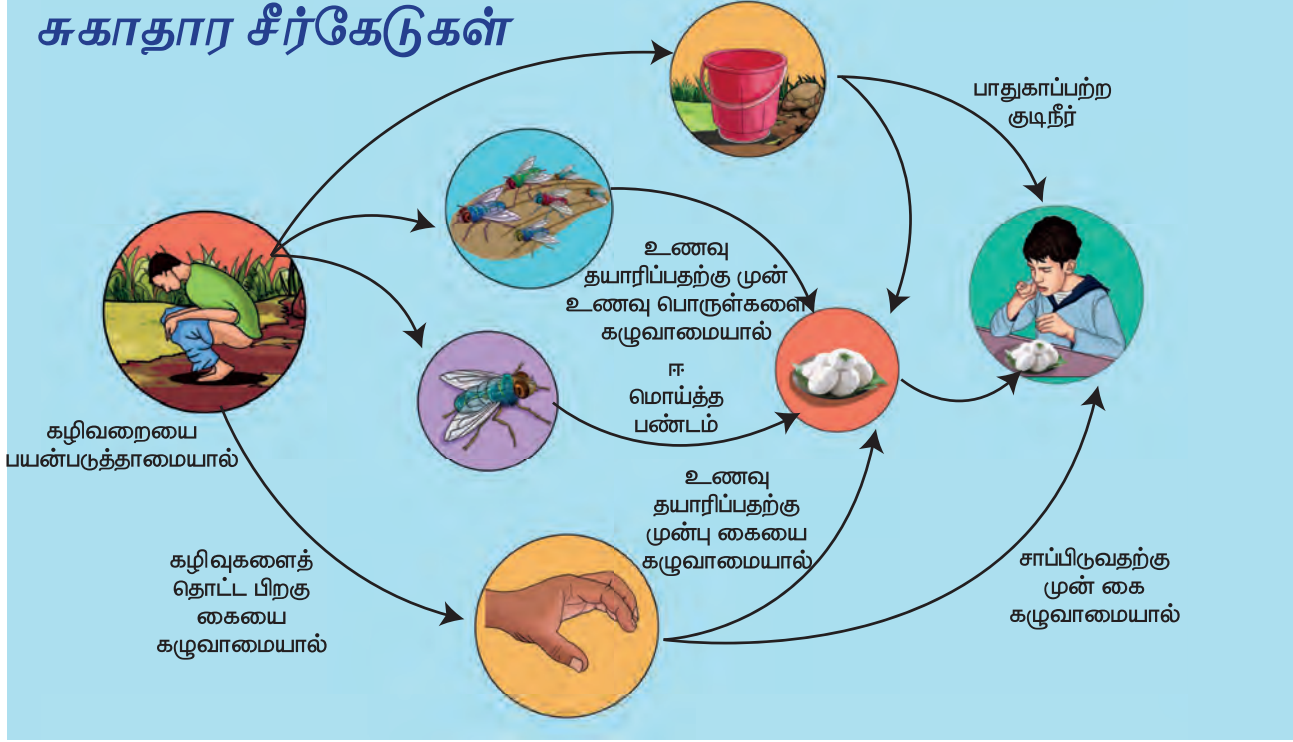 சுகாதார சீர்கேடுகள்
பாதுகாப்பற்ற
குடிநீர்
உணவு
தயாரிப்பதற்கு முன்
உணவு பொருள்களை
கழுவாமையால்
ஈ
மொய்த்த
பண்டம்
கழிவறையை
பயன்படுத்தாமையால்
உணவு
தயாரிப்பதற்கு
முன்பு கையை
கழுவாமையால்
கழிவுகளைத்
தொட்ட பிறகு
கையை
கழுவாமையால்
சாப்பிடுவதற்கு
முன் கை
கழுவாமையால்